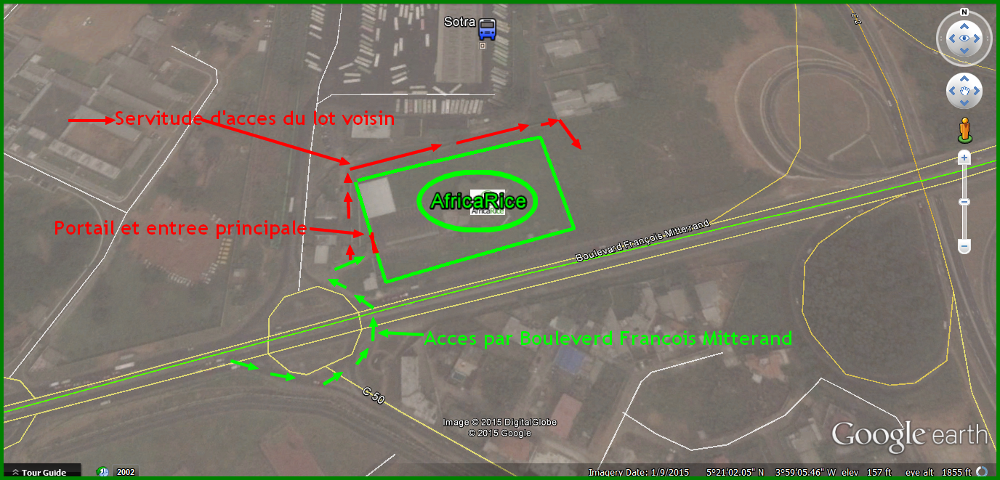 Sotra
C 2
N
Servitude d'acces du lot voisin
AfricaRice
AfricaRice
Portail et entree principale
Boulevard François Mitterrand
Acces par Bouleverd Francois Mitterand
C 50
Image © 2015 DigitalGlobe
© 2015 Google
Google earth
Tour Guide
2002
Imagery Date: 1/9/2015 5°21'02.05" N 3°59'05.46" W elev 157 ft eye alt 1855 ft